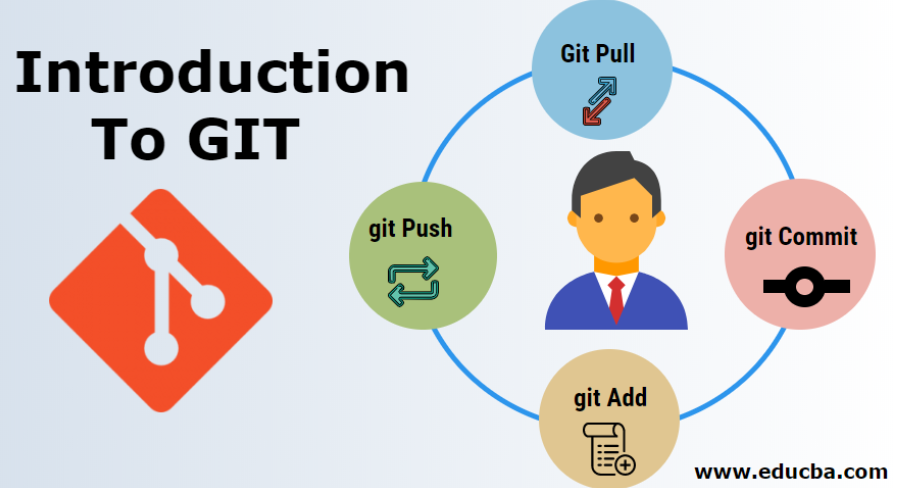 Introduction
To GIT
Git Pull
git Push
git Commit
git Add
www.educba.com